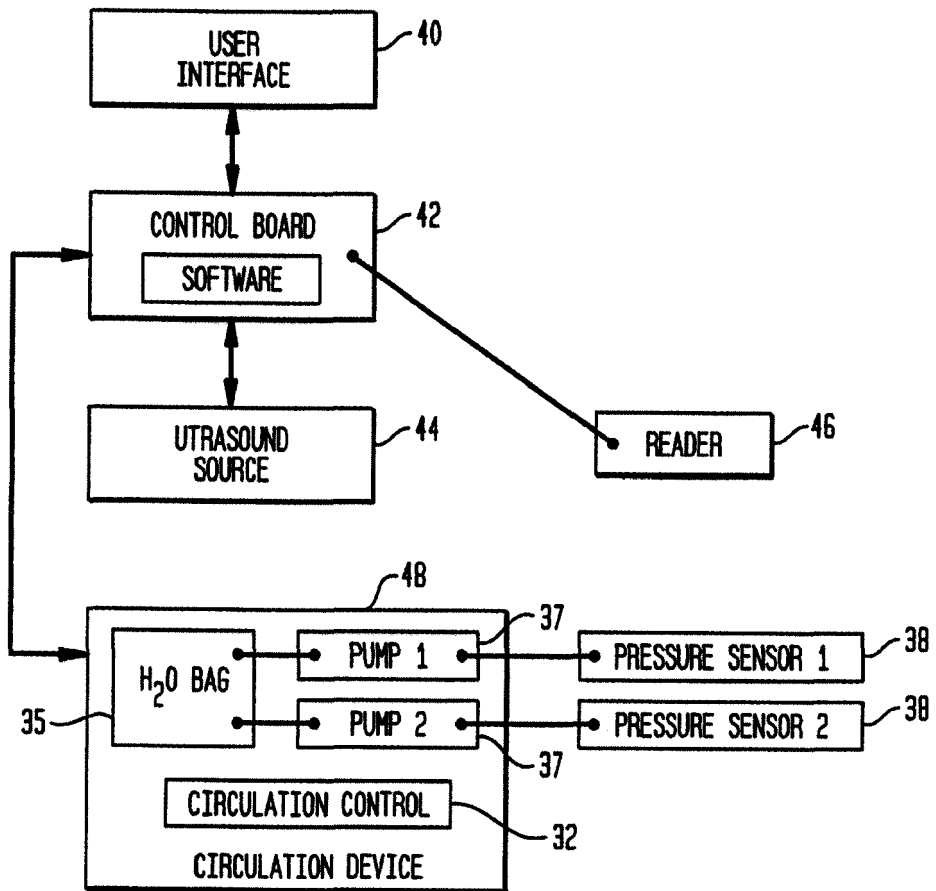 USER
INTERFACE
40
CONTROL BOARD
42
SOFTWARE
UTRASOUND
SOURCE
44
READER
46
48
H2O BAG
35
PUMP 1
37
PRESSURE SENSOR 1
38
PUMP 2
37
PRESSURE SENSOR 2
38
CIRCULATION CONTROL
32
CIRCULATION DEVICE